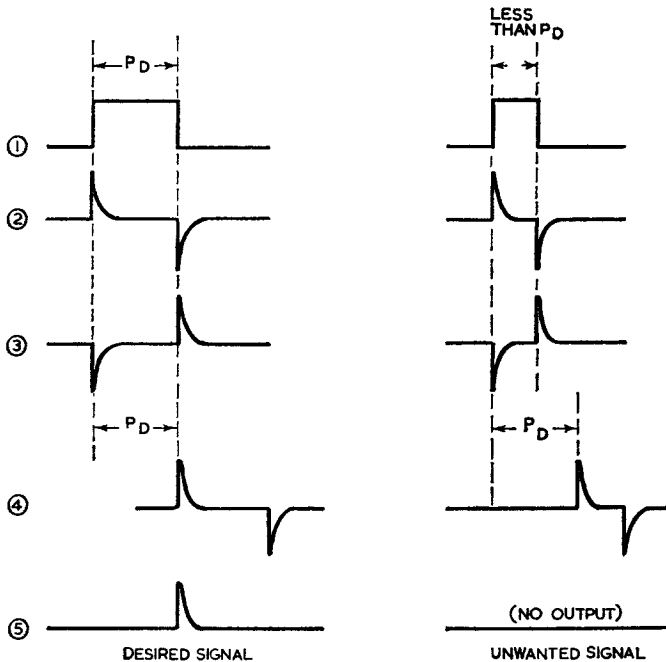 LESS
THAN PD
PD
①
②
③
PD
PD
④
⑤
(NO OUTPUT)
DESIRED SIGNAL
UNWANTED SIGNAL